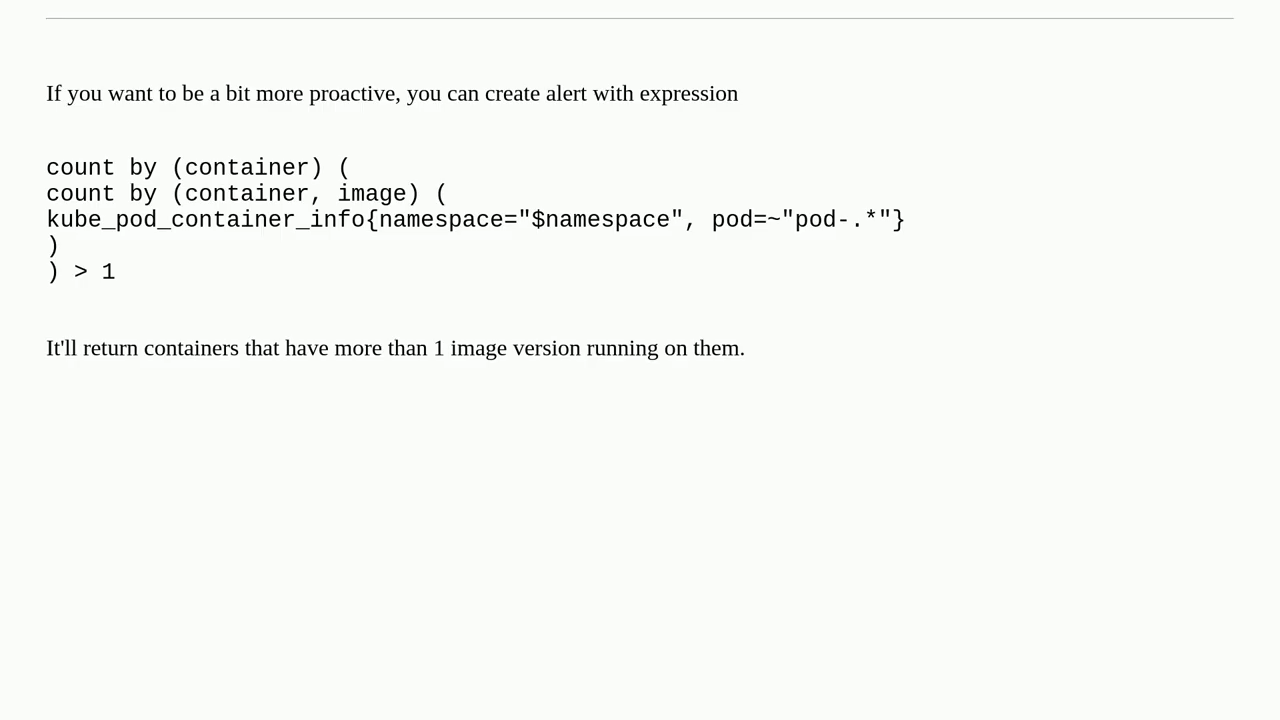 If you want to be a bit more proactive, you can create alert with expression
count by (container) (
count by (container, image) (
kube_pod_container_info{namespace="$namespace", pod=~"pod-.*"}
)
) > 1
It'll return containers that have more than 1 image version running on them.